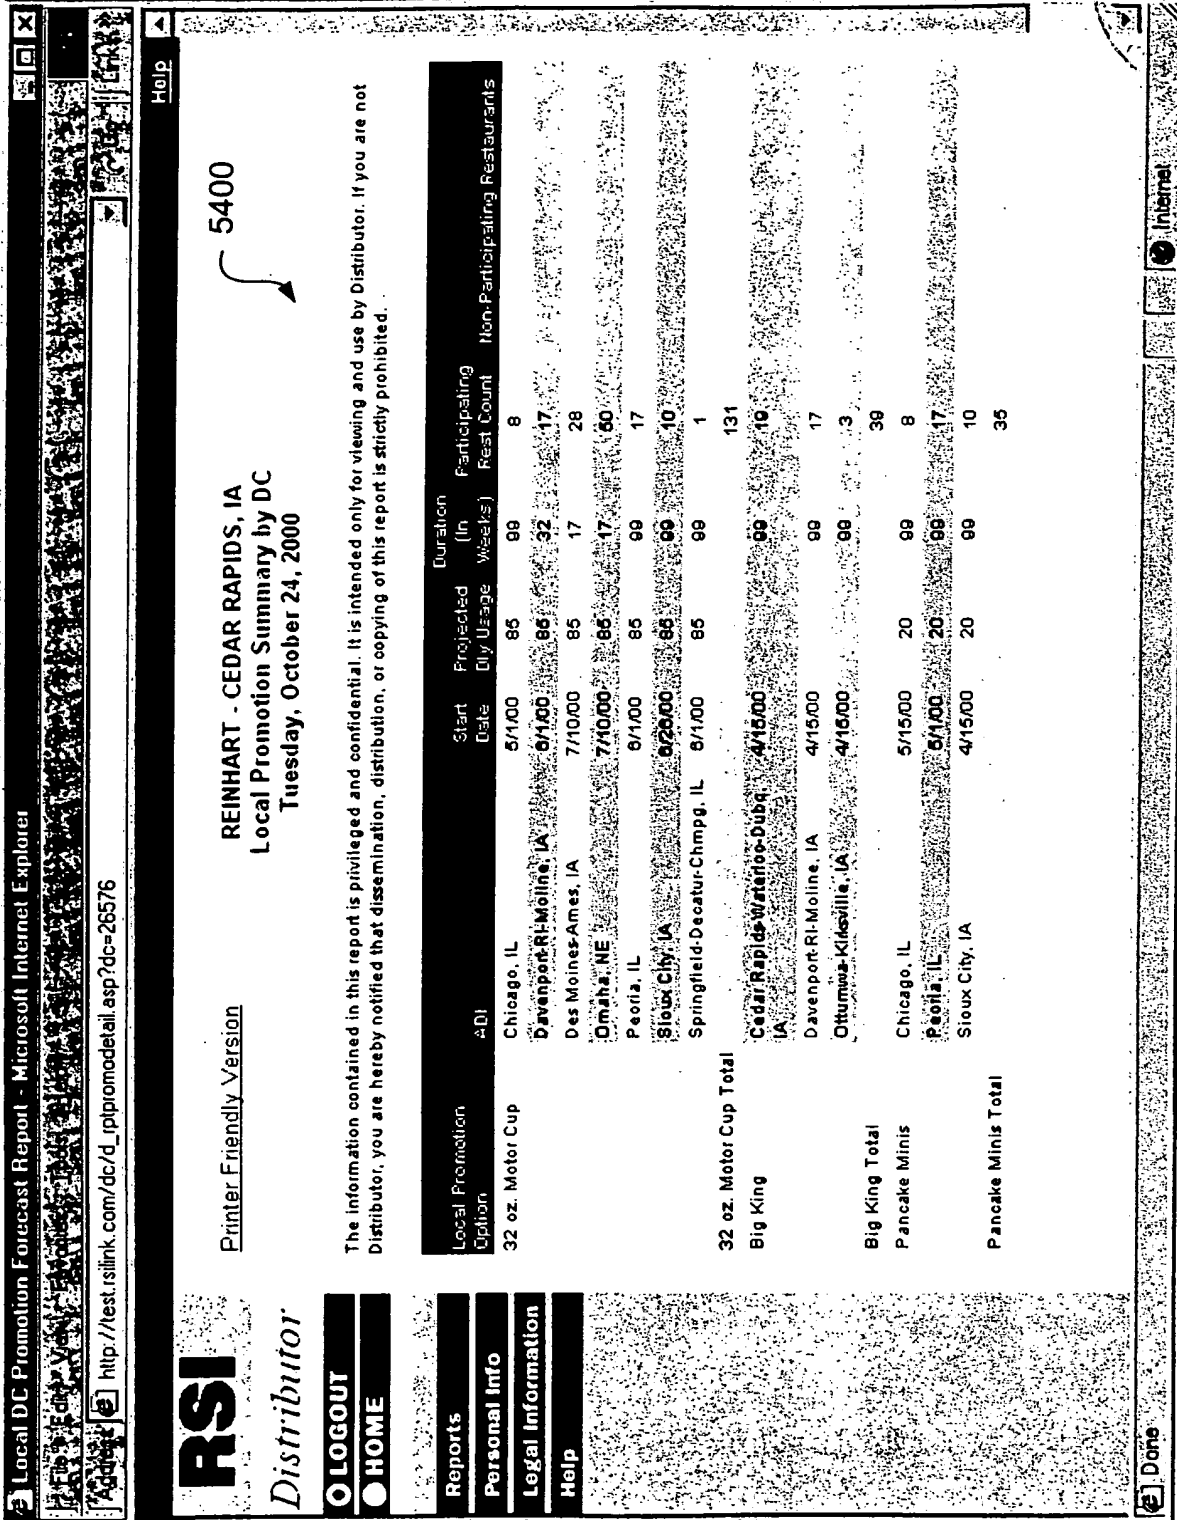 Local DC Promotion Forecast Report - Microsoft Internet Explorer
Address http://test.rsilink.com/dc/d_rptpromodetail.asp?dc=26576
Help
RSI
Distributor
LOGOUT
HOME
Reports
Personal Info
Legal Information
Help
Printer Friendly Version
REINHART - CEDAR RAPIDS, IA
Local Promotion Summary by DC
Tuesday, October 24, 2000
5400
The information contained in this report is privileged and confidential. It is intended only for viewing and use by Distributor. If you are not
Distributor, you are hereby notified that dissemination, distribution, or copying of this report is strictly prohibited.
Local Promotion Option ADI Start Date Projected Dly Usage Duration (In Weeks) Participating Rest Count Non-Participating Restaurants
32 oz. Motor Cup Chicago, IL 5/1/00 85 99 8
Davenport-RI-Moline, IA 6/1/00 85 32 17
Des Moines-Ames, IA 7/10/00 85 17 28
Omaha, NE 7/10/00 85 17 50
Peoria, IL 6/1/00 85 99 17
Sioux City, IA 6/26/00 85 99 10
Springfield-Decatur-Chmpg, IL 6/1/00 85 99 1
32 oz. Motor Cup Total 131
Big King Cedar Rapids-Waterloo-Dubq, 4/15/00 99 19
IA
Davenport-RI-Moline, IA 4/15/00 99 17
Ottumwa-Kirksville, IA 4/15/00 99 3
Big King Total 39
Pancake Minis Chicago, IL 5/15/00 20 99 8
Peoria, IL 5/1/00 20 99 17
Sioux City, IA 4/15/00 20 99 10
Pancake Minis Total 35
Done
Internet